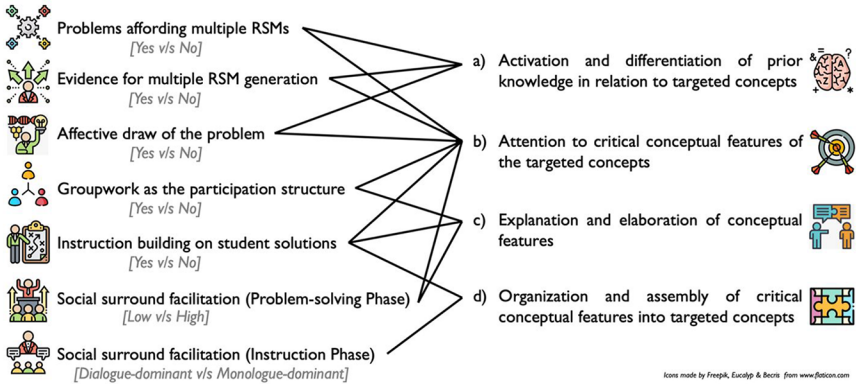 Problems affording multiple RSMs
[Yes v/s No]
Evidence for multiple RSM generation
[Yes v/s No]
Affective draw of the problem
[Yes v/s No]
Groupwork as the participation structure
[Yes v/s No]
Instruction building on student solutions
[Yes v/s No]
Social surround facilitation (Problem-solving Phase)
[Low v/s High]
Social surround facilitation (Instruction Phase)
[Dialogue-dominant v/s Monologue-dominant]
a) Activation and differentiation of prior
knowledge in relation to targeted concepts
b) Attention to critical conceptual features of
the targeted concepts
c) Explanation and elaboration of conceptual
features
d) Organization and assembly of critical
conceptual features into targeted concepts
Icons made by Freepik, Eucalyp & Becris from www.flaticon.com